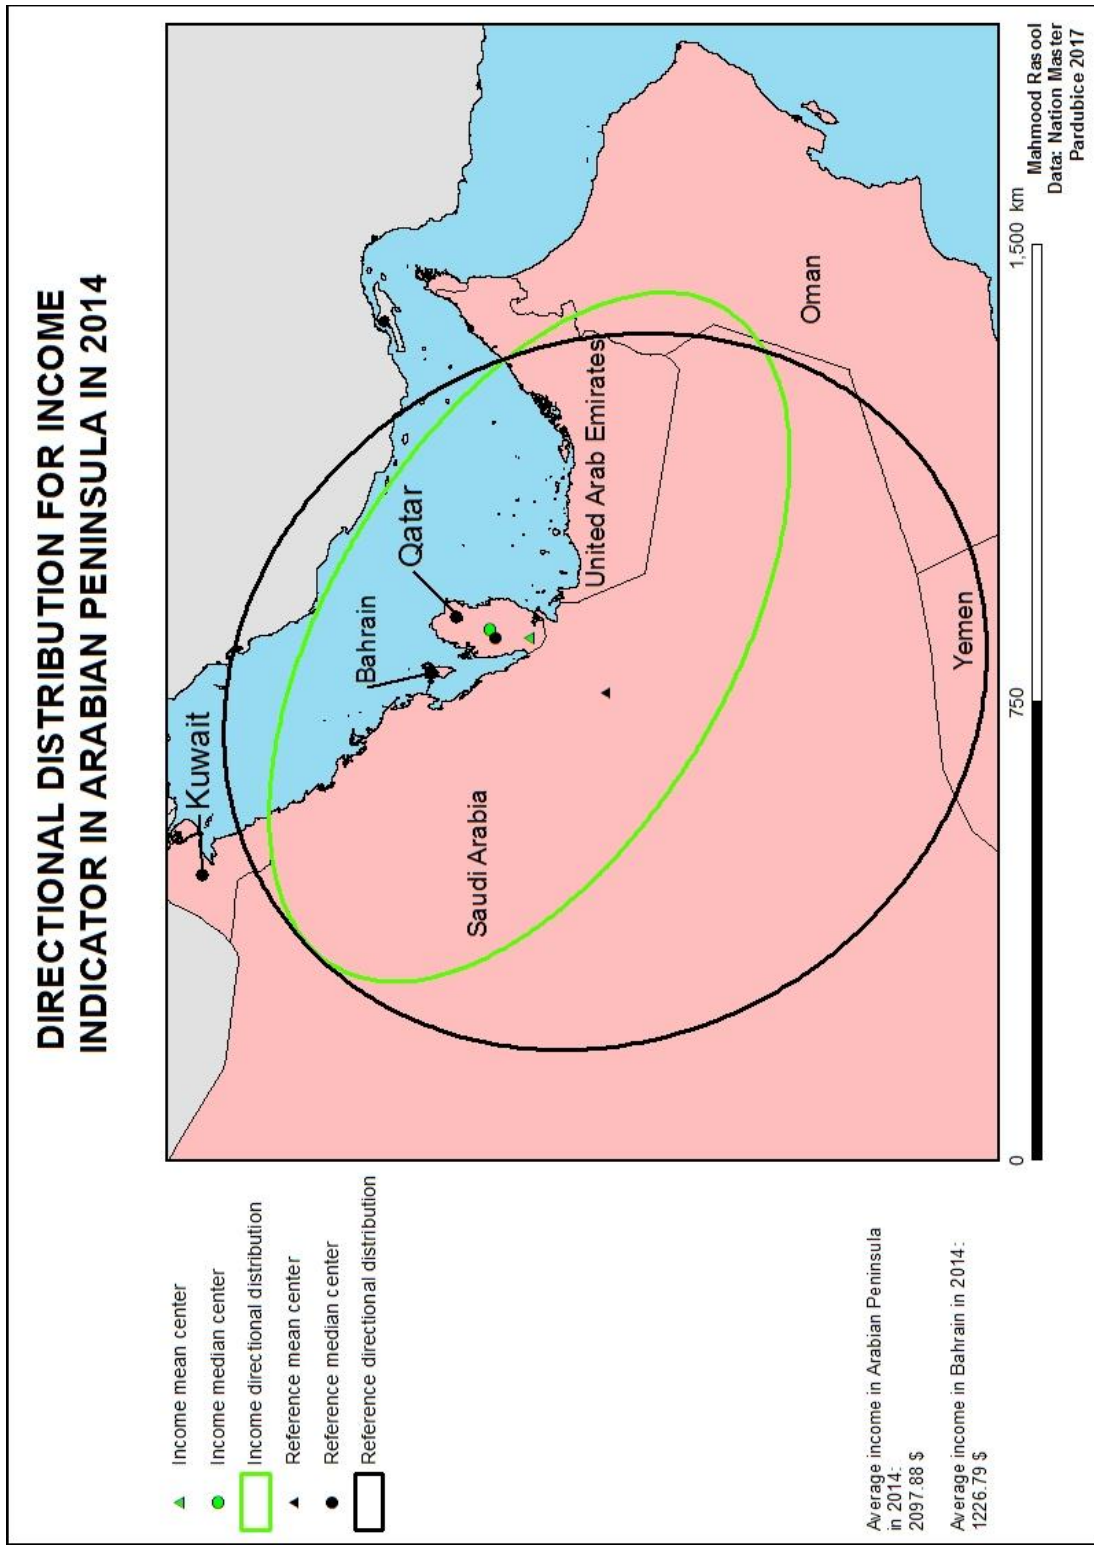 DIRECTIONAL DISTRIBUTION FOR INCOME
INDICATOR IN ARABIAN PENINSULA IN 2014
Kuwait
Bahrain
Qatar
Saudi Arabia
United Arab Emirates
Oman
Yemen
Income mean center
Income median center
Income directional distribution
Reference mean center
Reference median center
Reference directional distribution
Average income in Arabian Peninsula
in 2014:
2097.88 $
Average income in Bahrain in 2014:
1226.79 $
0
750
1,500 km
Mahmood Rasool
Data: Nation Master
Pardubice 2017